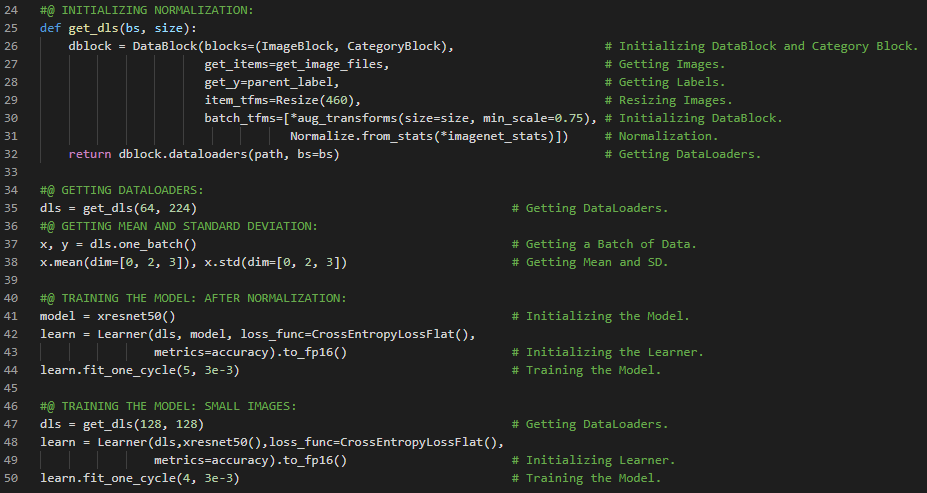 24 #@ INITIALIZING NORMALIZATION:
25 def get_dls(bs, size):
26     dblock = DataBlock(blocks=(ImageBlock, CategoryBlock),                     # Initializing DataBlock and Category Block.
27                        get_items=get_image_files,                              # Getting Images.
28                        get_y=parent_label,                                     # Getting Labels.
29                        item_tfms=Resize(460),                                  # Resizing Images.
30                        batch_tfms=[*aug_transforms(size=size, min_scale=0.75), # Initializing DataBlock.
31                                    Normalize.from_stats(*imagenet_stats)])     # Normalization.
32     return dblock.dataloaders(path, bs=bs)                                     # Getting DataLoaders.
33
34 #@ GETTING DATALOADERS:
35 dls = get_dls(64, 224)                                            # Getting DataLoaders.
36 #@ GETTING MEAN AND STANDARD DEVIATION:
37 x, y = dls.one_batch()                                            # Getting a Batch of Data.
38 x.mean(dim=[0, 2, 3]), x.std(dim=[0, 2, 3])                       # Getting Mean and SD.
39
40 #@ TRAINING THE MODEL: AFTER NORMALIZATION:
41 model = xresnet50()                                               # Initializing the Model.
42 learn = Learner(dls, model, loss_func=CrossEntropyLossFlat(),
43                 metrics=accuracy).to_fp16()                       # Initializing the Learner.
44 learn.fit_one_cycle(5, 3e-3)                                      # Training the Model.
45
46 #@ TRAINING THE MODEL: SMALL IMAGES:
47 dls = get_dls(128, 128)                                           # Getting DataLoaders.
48 learn = Learner(dls,xresnet50(),loss_func=CrossEntropyLossFlat(),
49                 metrics=accuracy).to_fp16()                       # Initializing Learner.
50 learn.fit_one_cycle(4, 3e-3)                                      # Training the Model.